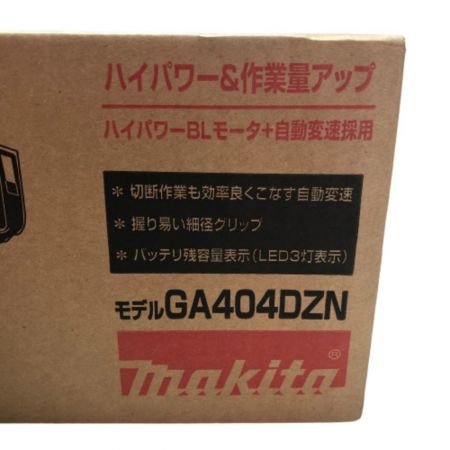 ハイパワー&作業量アップ
ハイパワーBLモータ+自動変速採用
* 切断作業も効率良くこなす自動変速
* 握り易い細径グリップ
* バッテリ残容量表示(LED3灯表示)
モデルGA404DZN
makita®